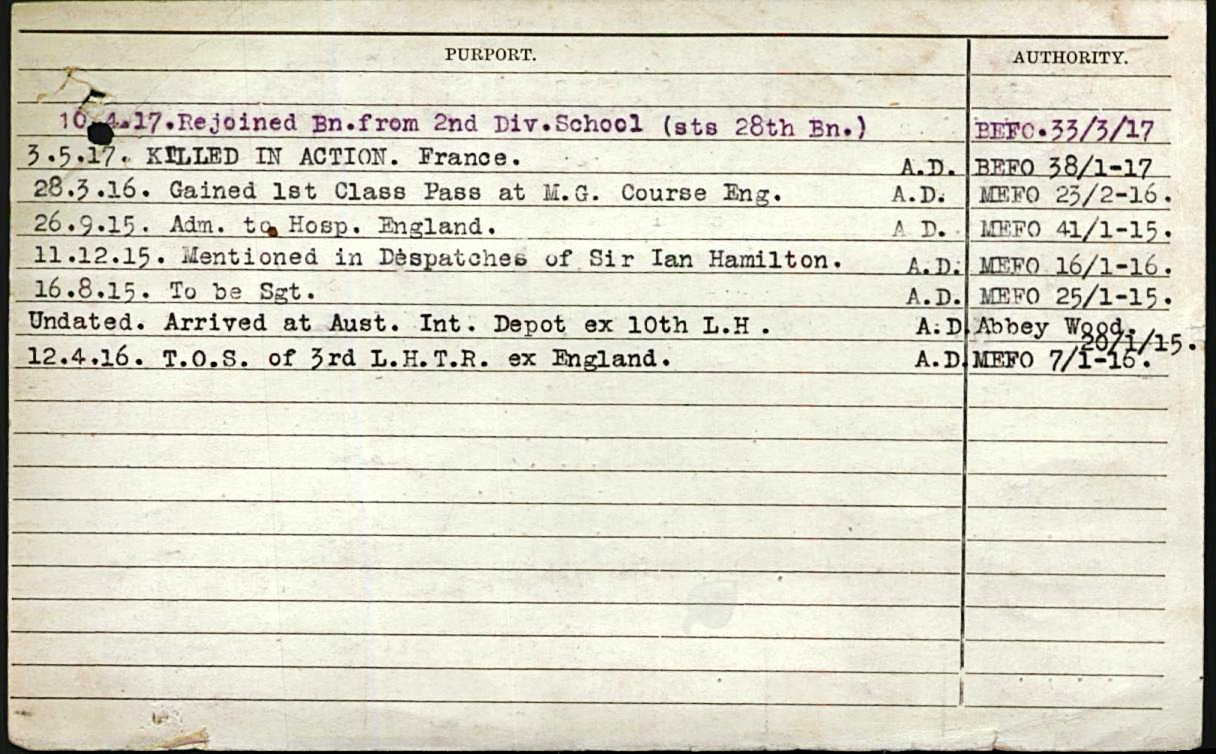 PURPORT. AUTHORITY.
10.4.17.Rejoined Bn.from 2nd Div.School (sts 28th Bn.) BEFO.33/3/17
3.5.17. KILLED IN ACTION. France. A.D. BEFO 38/1-17
28.3.16. Gained 1st Class Pass at M.G. Course Eng. A.D. MEFO 23/2-16.
26.9.15. Adm. to Hosp. England. A D. MEFO 41/1-15.
11.12.15. Mentioned in Despatches of Sir Ian Hamilton. A.D. MEFO 16/1-16.
16.8.15. To be Sgt. A.D. MEFO 25/1-15.
Undated. Arrived at Aust. Int. Depot ex 10th L.H . A.D. Abbey Wood.
20/1/15.
12.4.16. T.O.S. of 3rd L.H.T.R. ex England. A.D. MEFO 7/1-16.